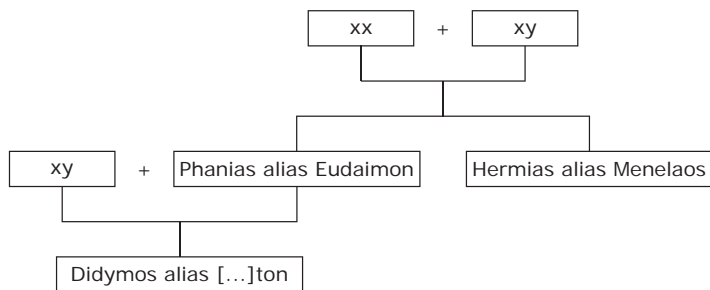 xx + xy
xy + Phanias alias Eudaimon Hermias alias Menelaos
Didymos alias [...]ton